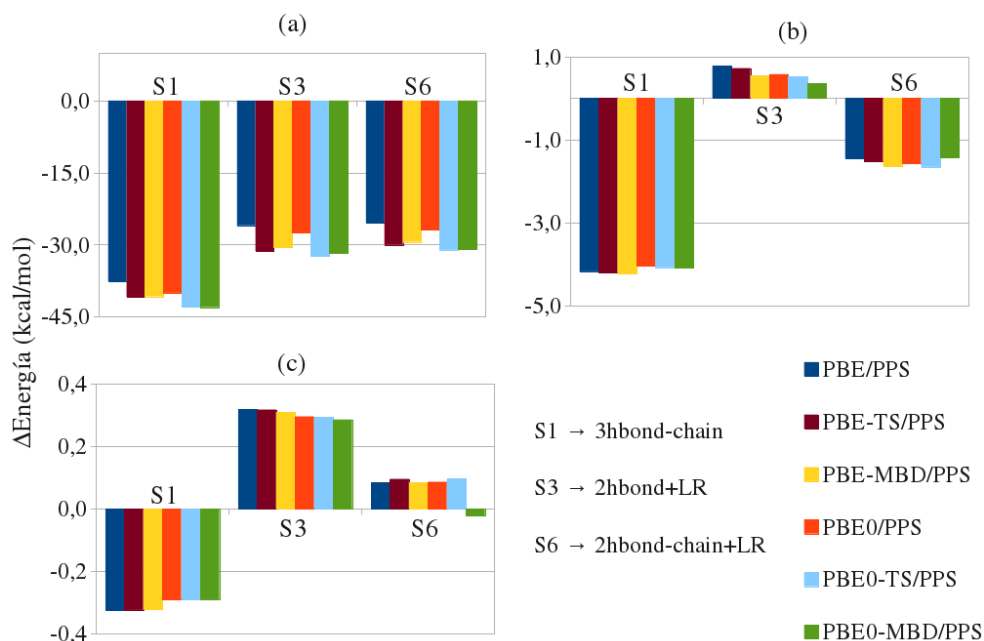 (a)
S1 S3 S6
0,0
-15,0
-30,0
-45,0
(b)
1,0
-1,0
-3,0
-5,0
S1
S3
S6
ΔEnergía (kcal/mol)
(c)
0,4
0,2
0,0
-0,2
-0,4
S1
S3
S6
S1 → 3hbond-chain
S3 → 2hbond+LR
S6 → 2hbond-chain+LR
PBE/PPS
PBE-TS/PPS
PBE-MBD/PPS
PBE0/PPS
PBE0-TS/PPS
PBE0-MBD/PPS